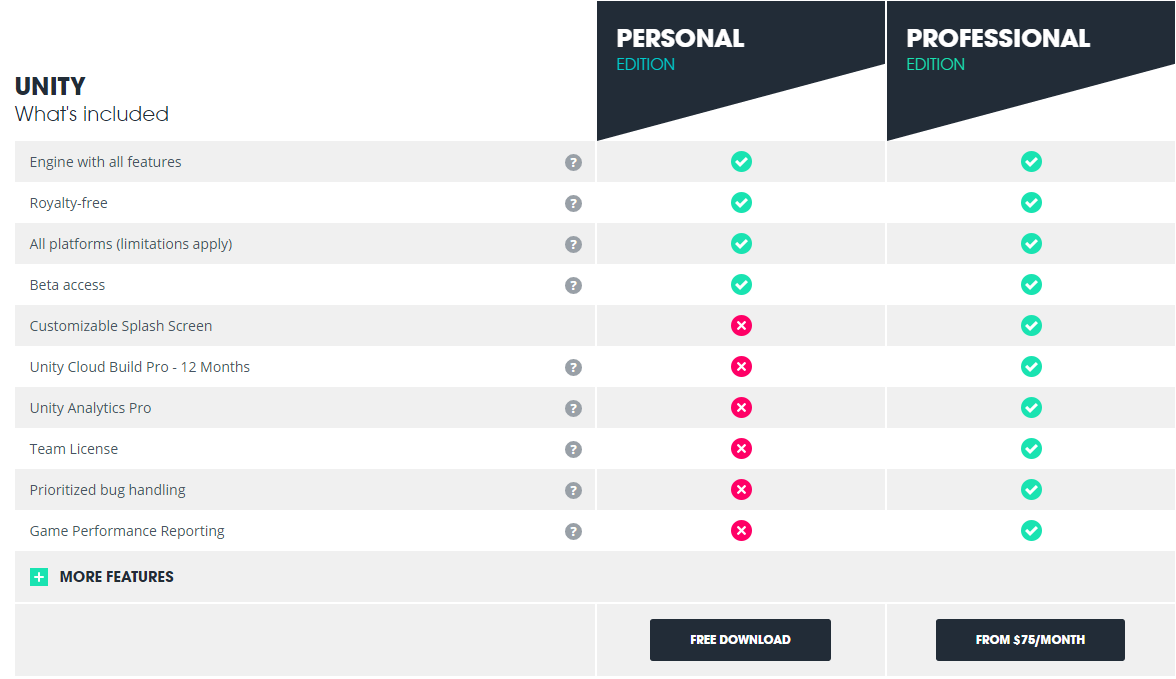 PERSONAL
EDITION
PROFESSIONAL
EDITION
UNITY
What's included
Engine with all features ?
Royalty-free ?
All platforms (limitations apply) ?
Beta access ?
Customizable Splash Screen
Unity Cloud Build Pro - 12 Months ?
Unity Analytics Pro ?
Team License ?
Prioritized bug handling ?
Game Performance Reporting ?
+ MORE FEATURES
FREE DOWNLOAD
FROM $75/MONTH